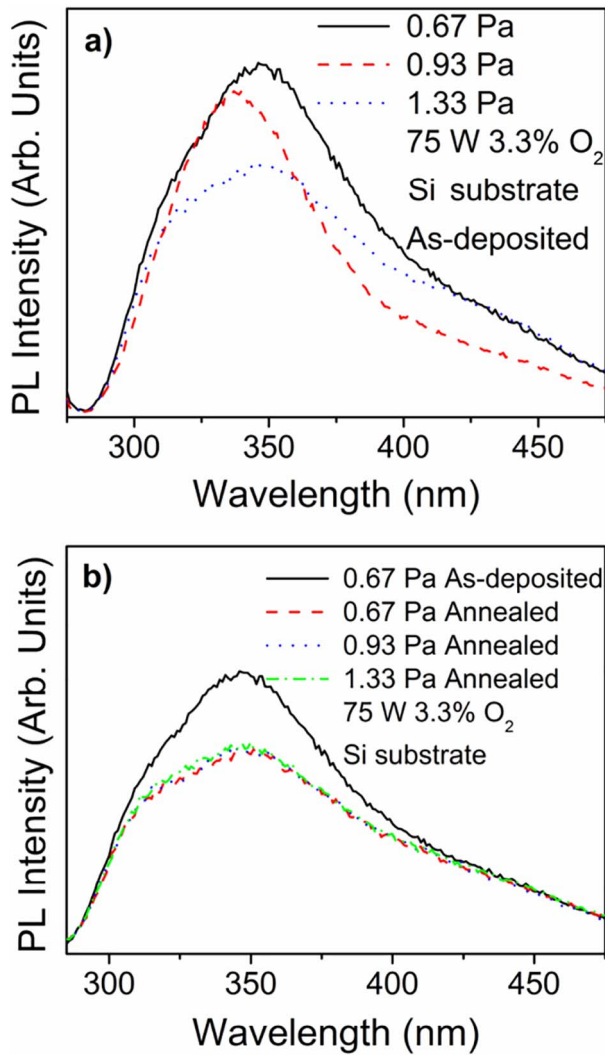 a)
0.67 Pa
0.93 Pa
1.33 Pa
75 W 3.3% O₂
Si substrate
As-deposited
PL Intensity (Arb. Units)
300 350 400 450
Wavelength (nm)
b)
0.67 Pa As-deposited
0.67 Pa Annealed
0.93 Pa Annealed
1.33 Pa Annealed
75 W 3.3% O₂
Si substrate
PL Intensity (Arb. Units)
300 350 400 450
Wavelength (nm)